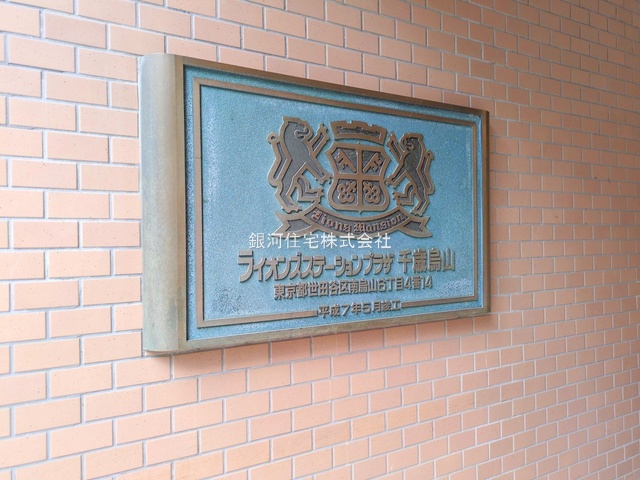 Lions Mansion
銀河住宅株式会社
ライオンズステーションプラザ 千歳烏山
東京都世田谷区南烏山6丁目4番14
平成7年5月竣工